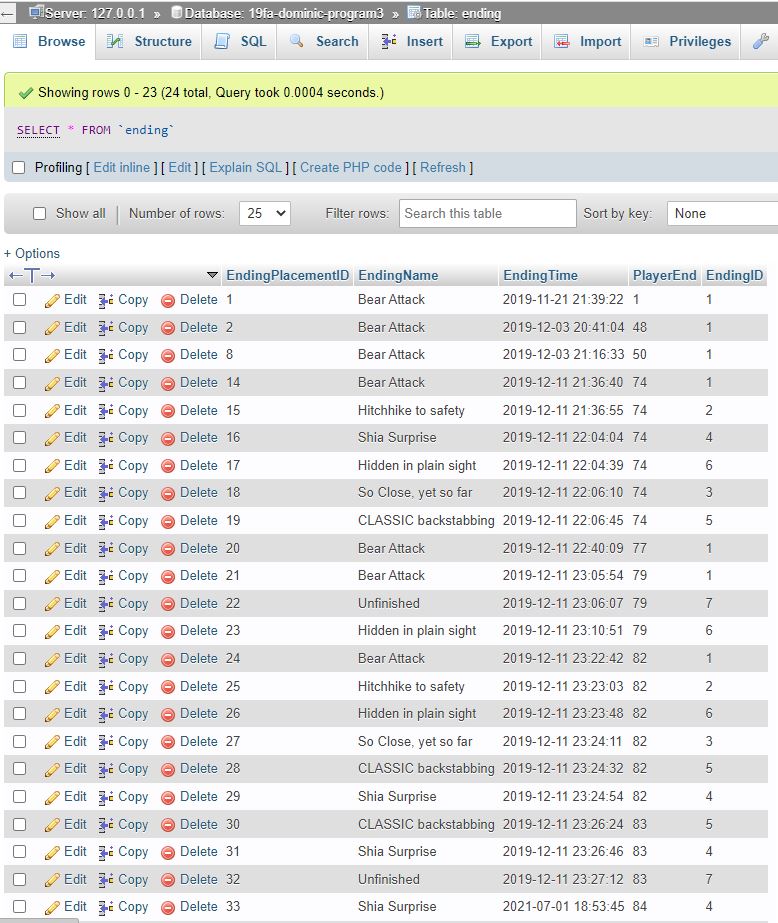 Server: 127.0.0.1 » Database: 19fa-dominic-program3 » Table: ending
Browse Structure SQL Search Insert Export Import Privileges
Showing rows 0 - 23 (24 total, Query took 0.0004 seconds.)
SELECT * FROM `ending`
Profiling [ Edit inline ] [ Edit ] [ Explain SQL ] [ Create PHP code ] [ Refresh ]
Show all Number of rows: 25 Filter rows: Search this table Sort by key: None
+ Options
←T→ EndingPlacementID EndingName EndingTime PlayerEnd EndingID
Edit Copy Delete 1 Bear Attack 2019-11-21 21:39:22 1 1
Edit Copy Delete 2 Bear Attack 2019-12-03 20:41:04 48 1
Edit Copy Delete 8 Bear Attack 2019-12-03 21:16:33 50 1
Edit Copy Delete 14 Bear Attack 2019-12-11 21:36:40 74 1
Edit Copy Delete 15 Hitchhike to safety 2019-12-11 21:36:55 74 2
Edit Copy Delete 16 Shia Surprise 2019-12-11 22:04:04 74 4
Edit Copy Delete 17 Hidden in plain sight 2019-12-11 22:04:39 74 6
Edit Copy Delete 18 So Close, yet so far 2019-12-11 22:06:10 74 3
Edit Copy Delete 19 CLASSIC backstabbing 2019-12-11 22:06:45 74 5
Edit Copy Delete 20 Bear Attack 2019-12-11 22:40:09 77 1
Edit Copy Delete 21 Bear Attack 2019-12-11 23:05:54 79 1
Edit Copy Delete 22 Unfinished 2019-12-11 23:06:07 79 7
Edit Copy Delete 23 Hidden in plain sight 2019-12-11 23:10:51 79 6
Edit Copy Delete 24 Bear Attack 2019-12-11 23:22:42 82 1
Edit Copy Delete 25 Hitchhike to safety 2019-12-11 23:23:03 82 2
Edit Copy Delete 26 Hidden in plain sight 2019-12-11 23:23:48 82 6
Edit Copy Delete 27 So Close, yet so far 2019-12-11 23:24:11 82 3
Edit Copy Delete 28 CLASSIC backstabbing 2019-12-11 23:24:32 82 5
Edit Copy Delete 29 Shia Surprise 2019-12-11 23:24:54 82 4
Edit Copy Delete 30 CLASSIC backstabbing 2019-12-11 23:26:24 83 5
Edit Copy Delete 31 Shia Surprise 2019-12-11 23:26:46 83 4
Edit Copy Delete 32 Unfinished 2019-12-11 23:27:12 83 7
Edit Copy Delete 33 Shia Surprise 2021-07-01 18:53:45 84 4